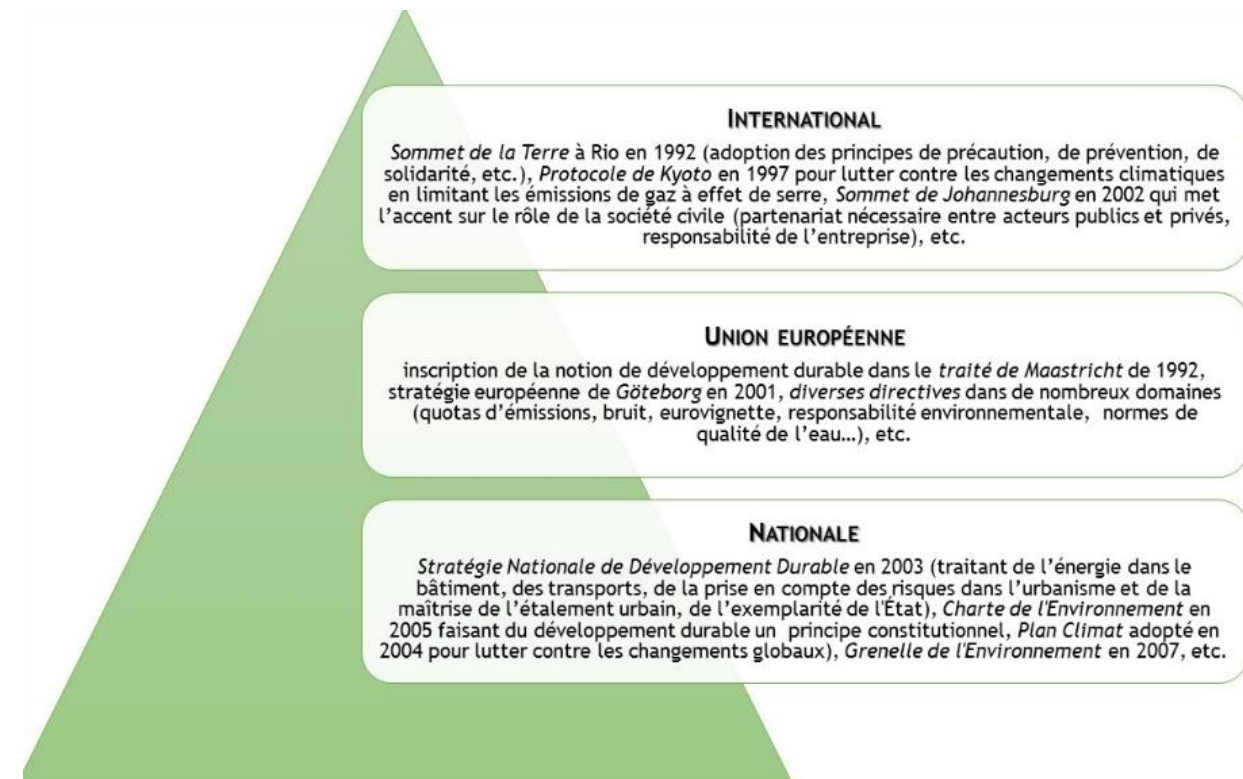 INTERNATIONAL
Sommet de la Terre à Rio en 1992 (adoption des principes de précaution, de prévention, de
solidarité, etc.), Protocole de Kyoto en 1997 pour lutter contre les changements climatiques
en limitant les émissions de gaz à effet de serre, Sommet de Johannesburg en 2002 qui met
l’accent sur le rôle de la société civile (partenariat nécessaire entre acteurs publics et privés,
responsabilité de l’entreprise), etc.
UNION EUROPÉENNE
inscription de la notion de développement durable dans le traité de Maastricht de 1992,
stratégie européenne de Göteborg en 2001, diverses directives dans de nombreux domaines
(quotas d’émissions, bruit, eurovignette, responsabilité environnementale, normes de
qualité de l’eau…), etc.
NATIONALE
Stratégie Nationale de Développement Durable en 2003 (traitant de l’énergie dans le
bâtiment, des transports, de la prise en compte des risques dans l’urbanisme et de la
maîtrise de l’étalement urbain, de l’exemplarité de l'État), Charte de l'Environnement en
2005 faisant du développement durable un principe constitutionnel, Plan Climat adopté en
2004 pour lutter contre les changements globaux), Grenelle de l'Environnement en 2007, etc.